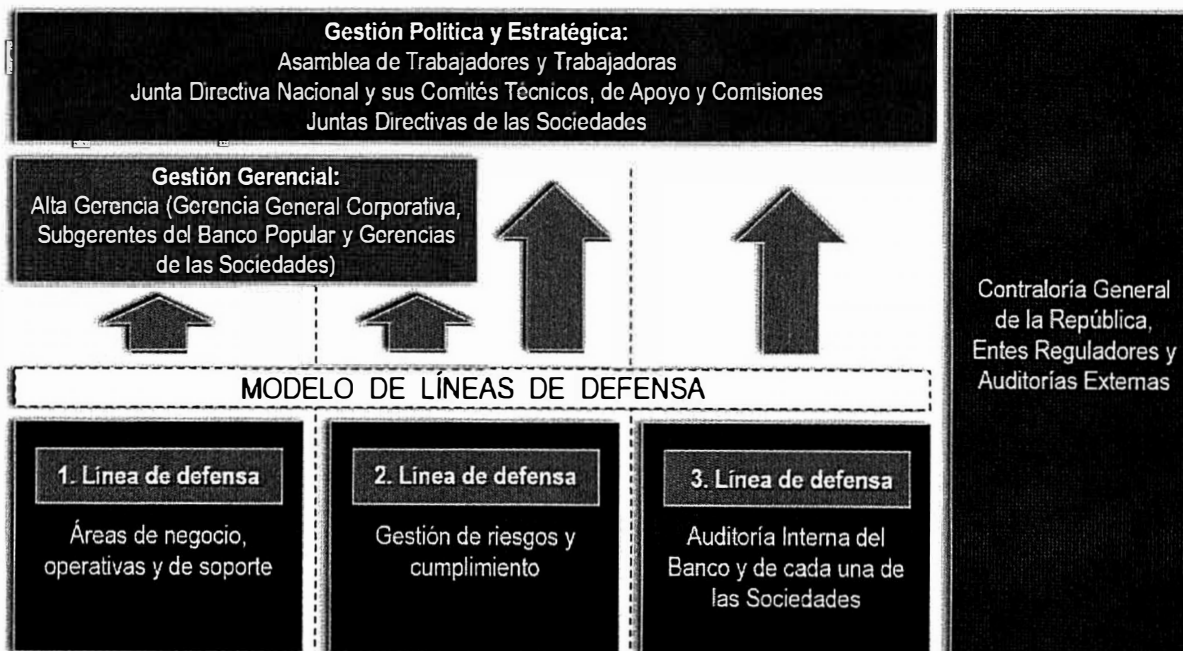 Gestión Política y Estratégica:
Asamblea de Trabajadores y Trabajadoras
Junta Directiva Nacional y sus Comités Técnicos, de Apoyo y Comisiones
Juntas Directivas de las Sociedades
Gestión Gerencial:
Alta Gerencia (Gerencia General Corporativa,
Subgerentes del Banco Popular y Gerencias
de las Sociedades)
Contraloría General
de la República,
Entes Reguladores y
Auditorías Externas
MODELO DE LÍNEAS DE DEFENSA
1. Línea de defensa
Áreas de negocio,
operativas y de soporte
2. Línea de defensa
Gestión de riesgos y
cumplimiento
3. Línea de defensa
Auditoría Interna del
Banco y de cada una de
las Sociedades